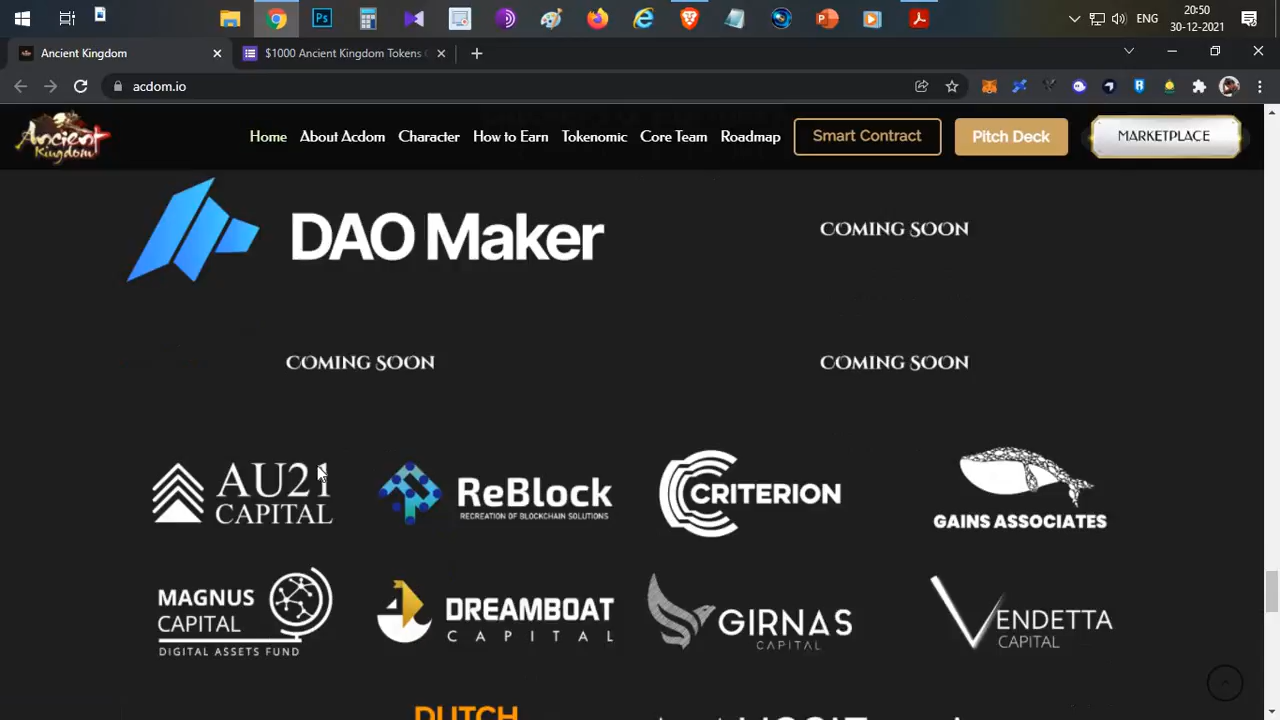 20:50
ENG
30-12-2021
Ancient Kingdom
$1000 Ancient Kingdom Tokens
acdom.io
Ancient
Kingdom
Home About Acdom Character How to Earn Tokenomic Core Team Roadmap Smart Contract Pitch Deck MARKETPLACE
DAO Maker
COMING SOON
COMING SOON
COMING SOON
AU21
CAPITAL
ReBlock
RECREATION OF BLOCKCHAIN SOLUTIONS
CRITERION
GAINS ASSOCIATES
MAGNUS
CAPITAL
DIGITAL ASSETS FUND
DREAMBOAT
CAPITAL
GIRNAS
CAPITAL
VENDETTA
CAPITAL
DUTCH